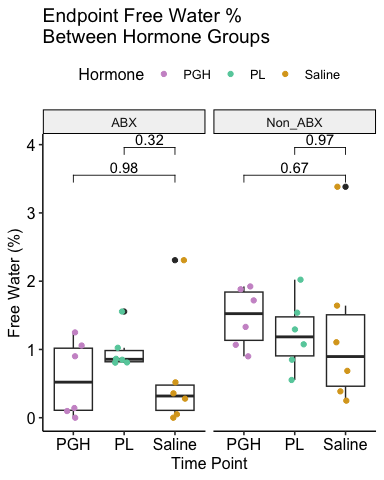 Endpoint Free Water %
Between Hormone Groups
Hormone PGH PL Saline
ABX Non_ABX
0.32 0.97
0.98 0.67
4
3
2
1
0
Free Water (%)
PGH PL Saline PGH PL Saline
Time Point